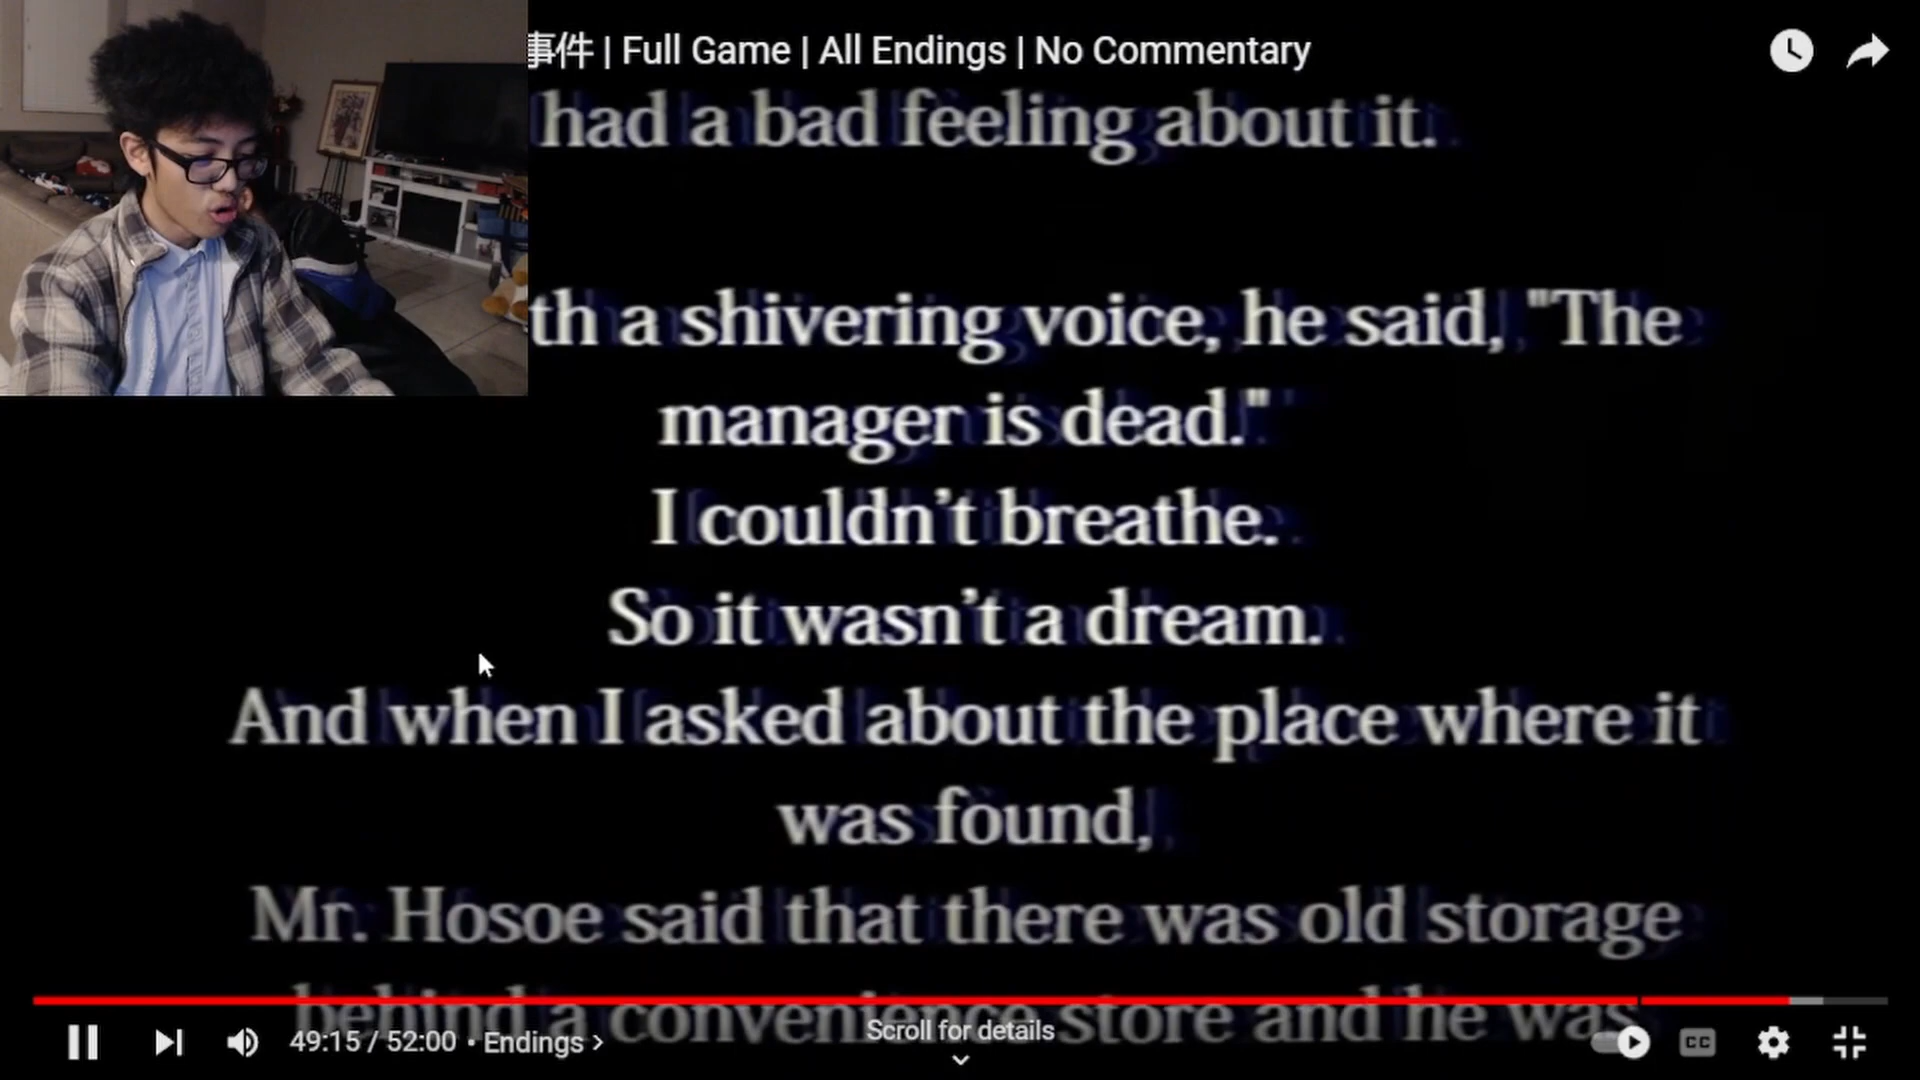 事件 | Full Game | All Endings | No Commentary
had a bad feeling about it.
th a shivering voice, he said, "The
manager is dead."
I couldn't breathe.
So it wasn't a dream.
And when I asked about the place where it
was found,
Mr. Hosoe said that there was old storage
behind a convenience store and he was
49:15 / 52:00 • Endings >
Scroll for details
CC